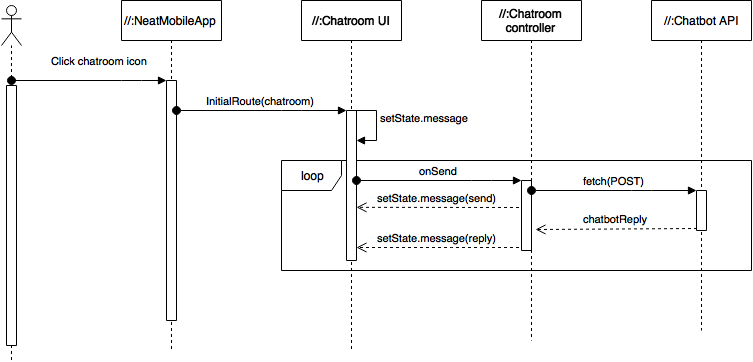 //:NeatMobileApp
//:Chatroom UI
//:Chatroom
controller
//:Chatbot API
Click chatroom icon
InitialRoute(chatroom)
setState.message
loop
onSend
fetch(POST)
setState.message(send)
chatbotReply
setState.message(reply)